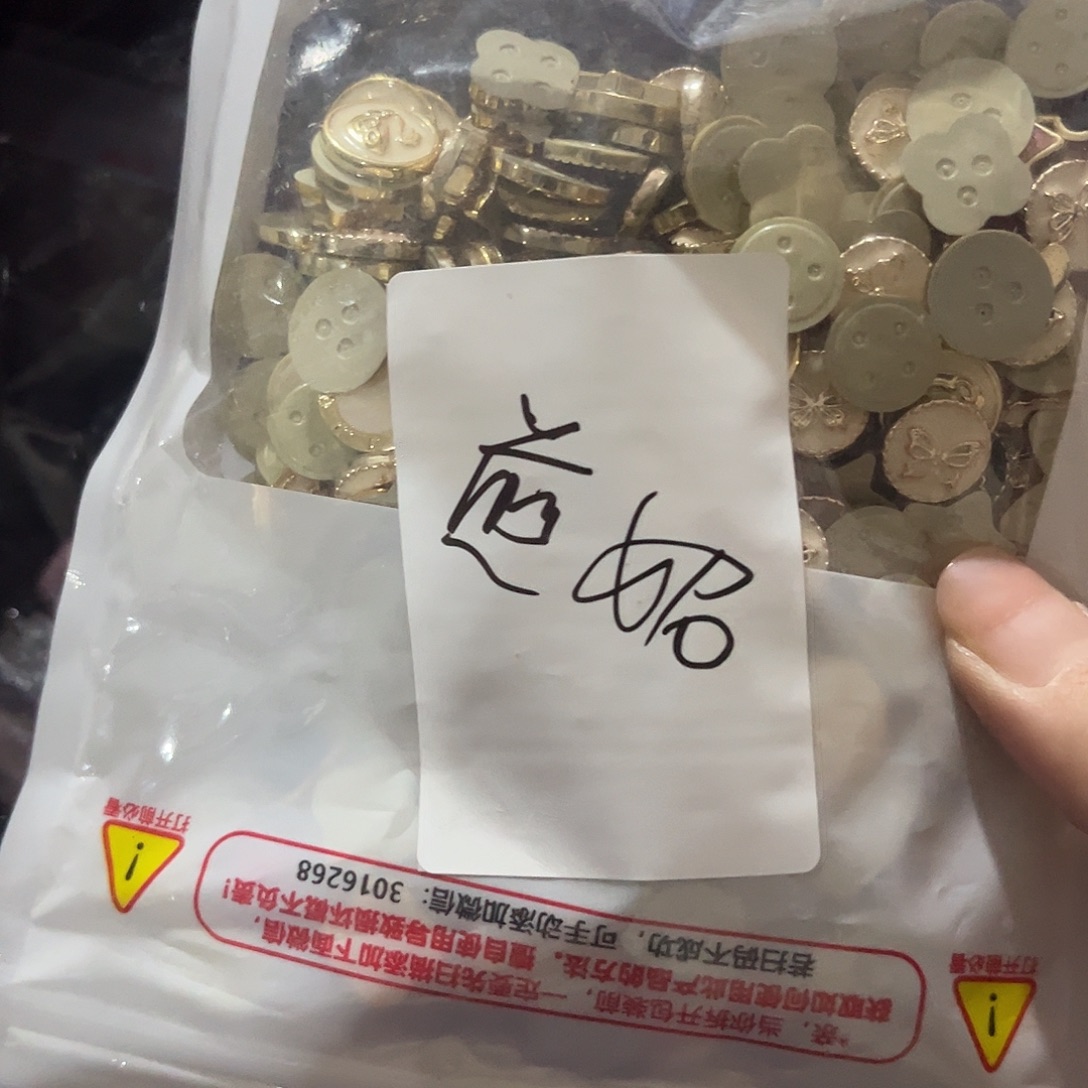 *亲，当你拆开包装前，一定要先扫描添加下面微信，
获取如何使用此产品的方法。擅自使用导致损坏概不负责！
若扫码不成功，可手动添加微信：3016268
打开前必看
打开前必看